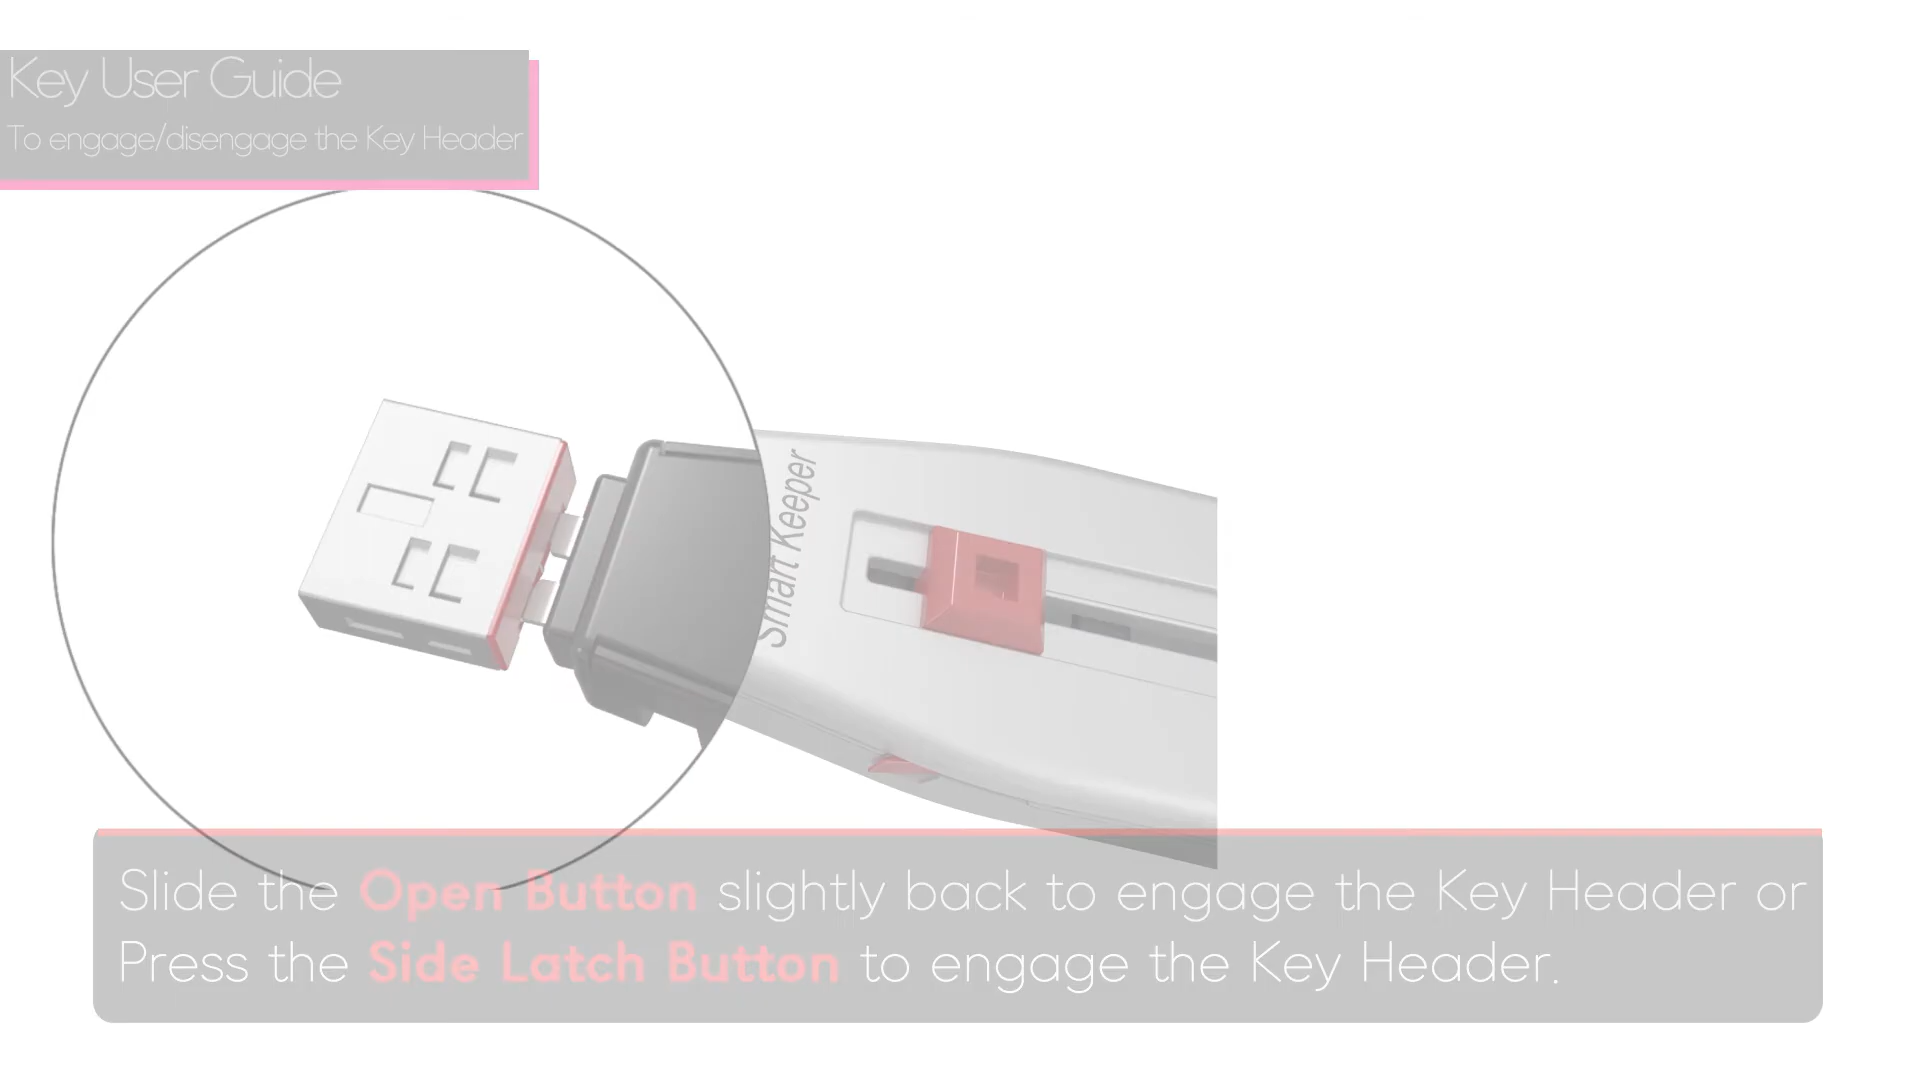 Key User Guide
To engage/disengage the Key Header
Smart Keeper
Slide the Open Button slightly back to engage the Key Header or
Press the Side Latch Button to engage the Key Header.